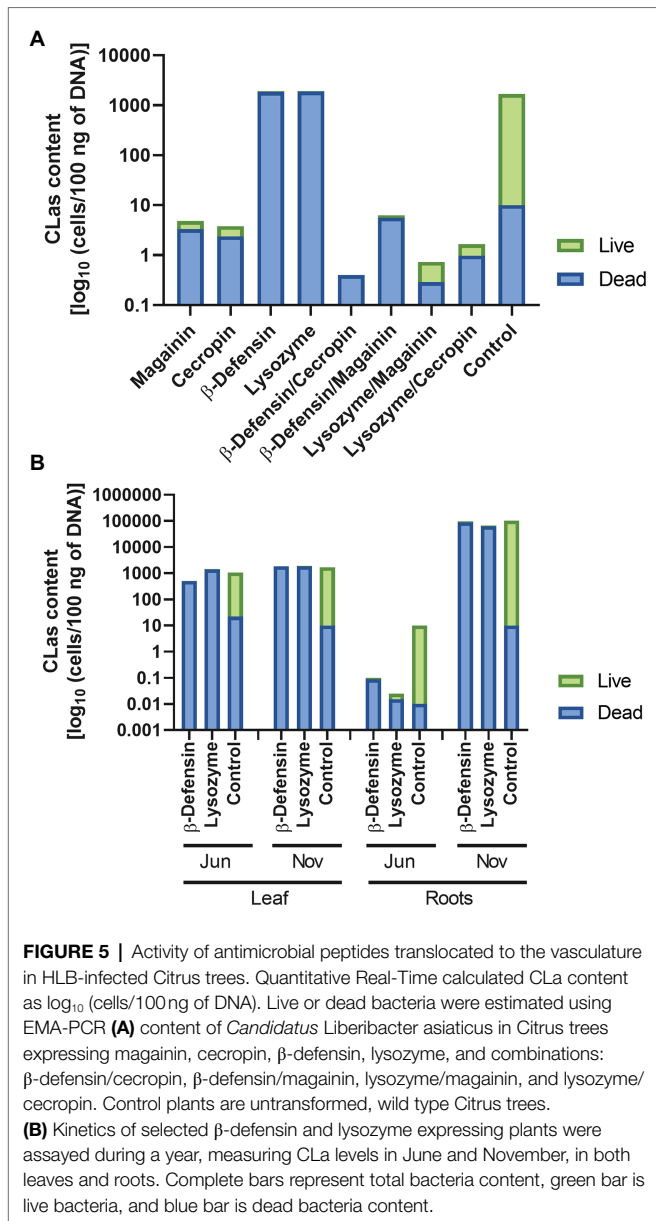 A
10000
1000
100
10
1
0.1
CLas content
[log₁₀ (cells/100 ng of DNA)]
Live
Dead
Magainin
Cecropin
β-Defensin
Lysozyme
β-Defensin/Cecropin
β-Defensin/Magainin
Lysozyme/Magainin
Lysozyme/Cecropin
Control
B
1000000
100000
10000
1000
100
10
1
0.1
0.01
0.001
CLas content
[log₁₀ (cells/100 ng of DNA)]
Live
Dead
β-Defensin
Lysozyme
Control
β-Defensin
Lysozyme
Control
β-Defensin
Lysozyme
Control
β-Defensin
Lysozyme
Control
Jun Nov Jun Nov
Leaf Roots
FIGURE 5 | Activity of antimicrobial peptides translocated to the vasculature
in HLB-infected Citrus trees. Quantitative Real-Time calculated CLa content
as log₁₀ (cells/100 ng of DNA). Live or dead bacteria were estimated using
EMA-PCR (A) content of Candidatus Liberibacter asiaticus in Citrus trees
expressing magainin, cecropin, β-defensin, lysozyme, and combinations:
β-defensin/cecropin, β-defensin/magainin, lysozyme/magainin, and lysozyme/
cecropin. Control plants are untransformed, wild type Citrus trees.
(B) Kinetics of selected β-defensin and lysozyme expressing plants were
assayed during a year, measuring CLa levels in June and November, in both
leaves and roots. Complete bars represent total bacteria content, green bar is
live bacteria, and blue bar is dead bacteria content.